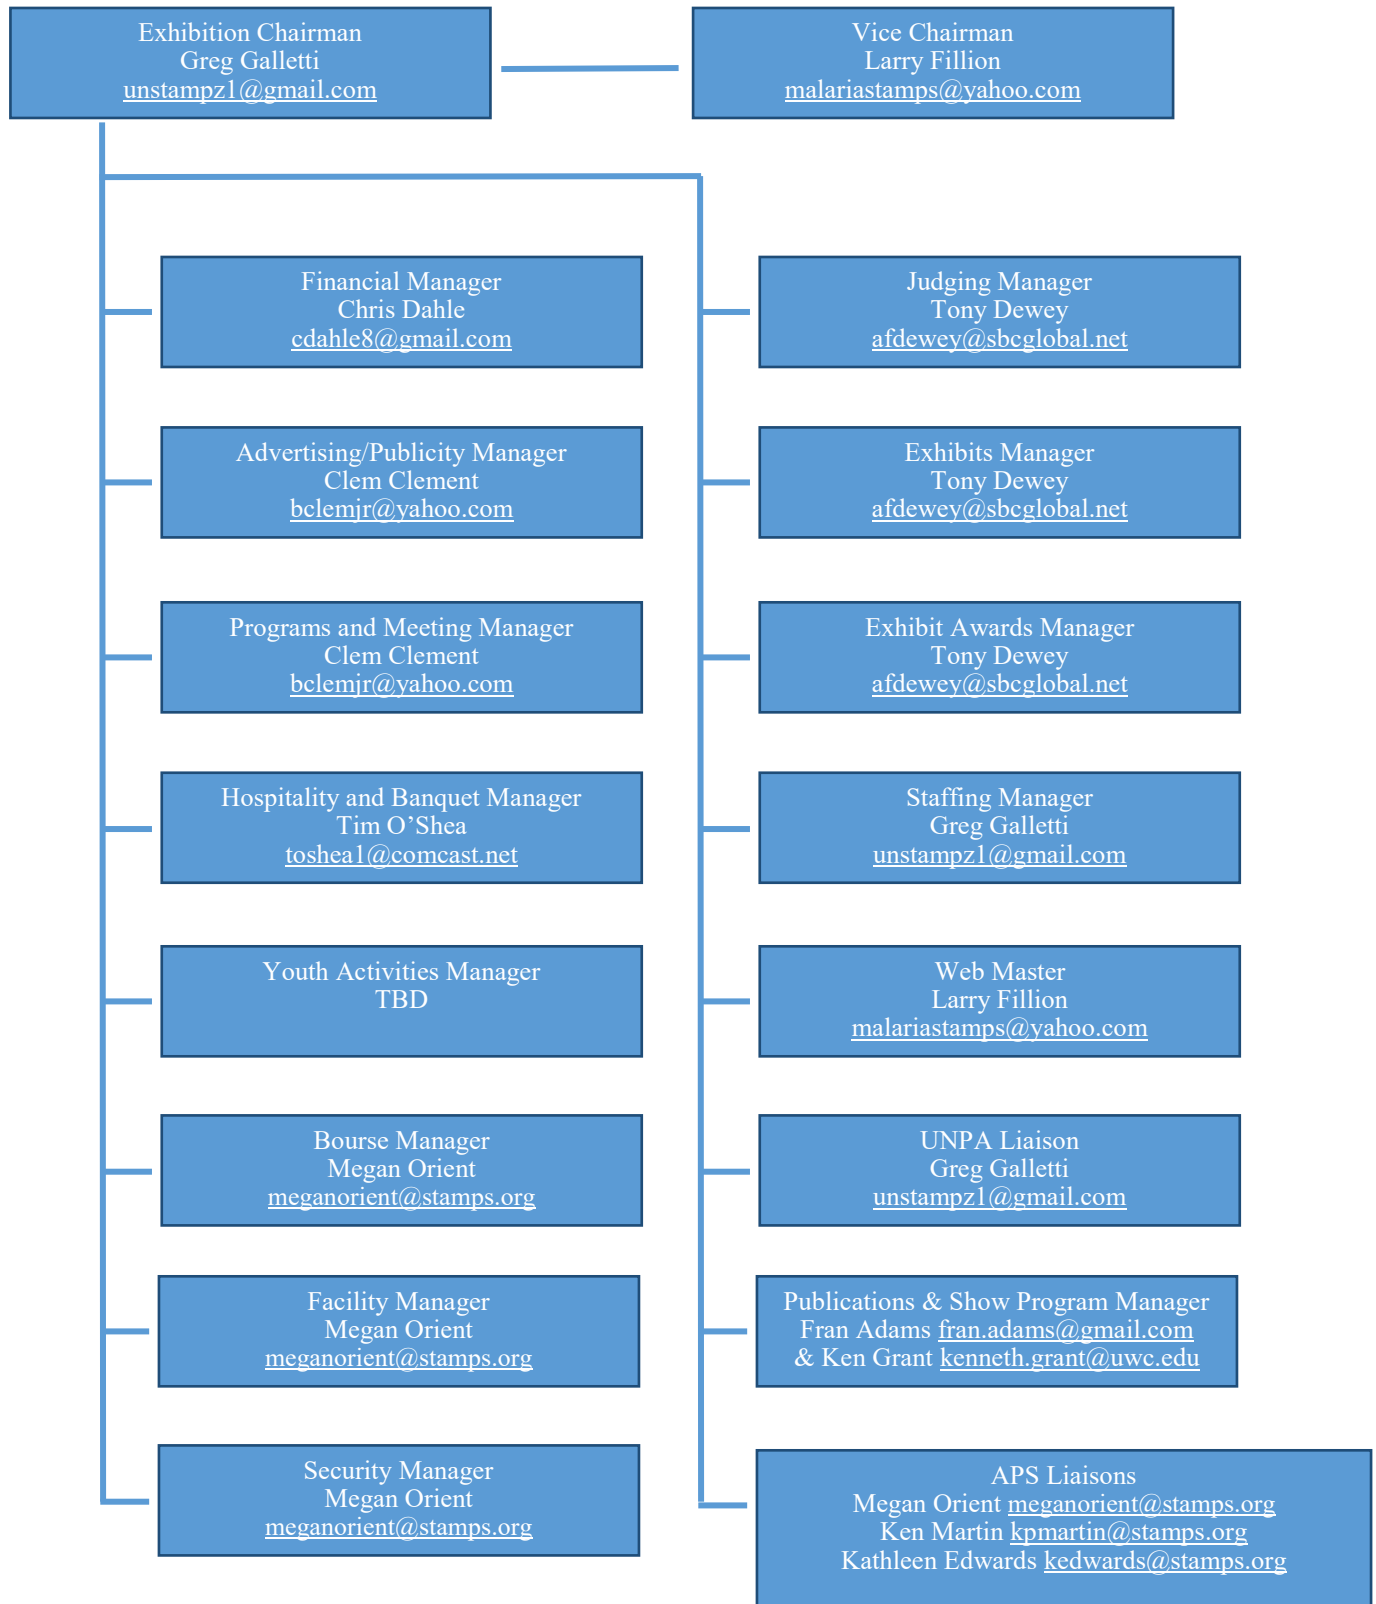 Exhibition Chairman
Greg Galletti
unstampz1@gmail.com
Vice Chairman
Larry Fillion
malariastamps@yahoo.com
Financial Manager
Chris Dahle
cdahle8@gmail.com
Judging Manager
Tony Dewey
afdewey@sbcglobal.net
Advertising/Publicity Manager
Clem Clement
bclemjr@yahoo.com
Exhibits Manager
Tony Dewey
afdewey@sbcglobal.net
Programs and Meeting Manager
Clem Clement
bclemjr@yahoo.com
Exhibit Awards Manager
Tony Dewey
afdewey@sbcglobal.net
Hospitality and Banquet Manager
Tim O’Shea
toshea1@comcast.net
Staffing Manager
Greg Galletti
unstampz1@gmail.com
Youth Activities Manager
TBD
Web Master
Larry Fillion
malariastamps@yahoo.com
Bourse Manager
Megan Orient
meganorient@stamps.org
UNPA Liaison
Greg Galletti
unstampz1@gmail.com
Facility Manager
Megan Orient
meganorient@stamps.org
Publications & Show Program Manager
Fran Adams fran.adams@gmail.com
& Ken Grant kenneth.grant@uwc.edu
Security Manager
Megan Orient
meganorient@stamps.org
APS Liaisons
Megan Orient meganorient@stamps.org
Ken Martin kpmartin@stamps.org
Kathleen Edwards kedwards@stamps.org